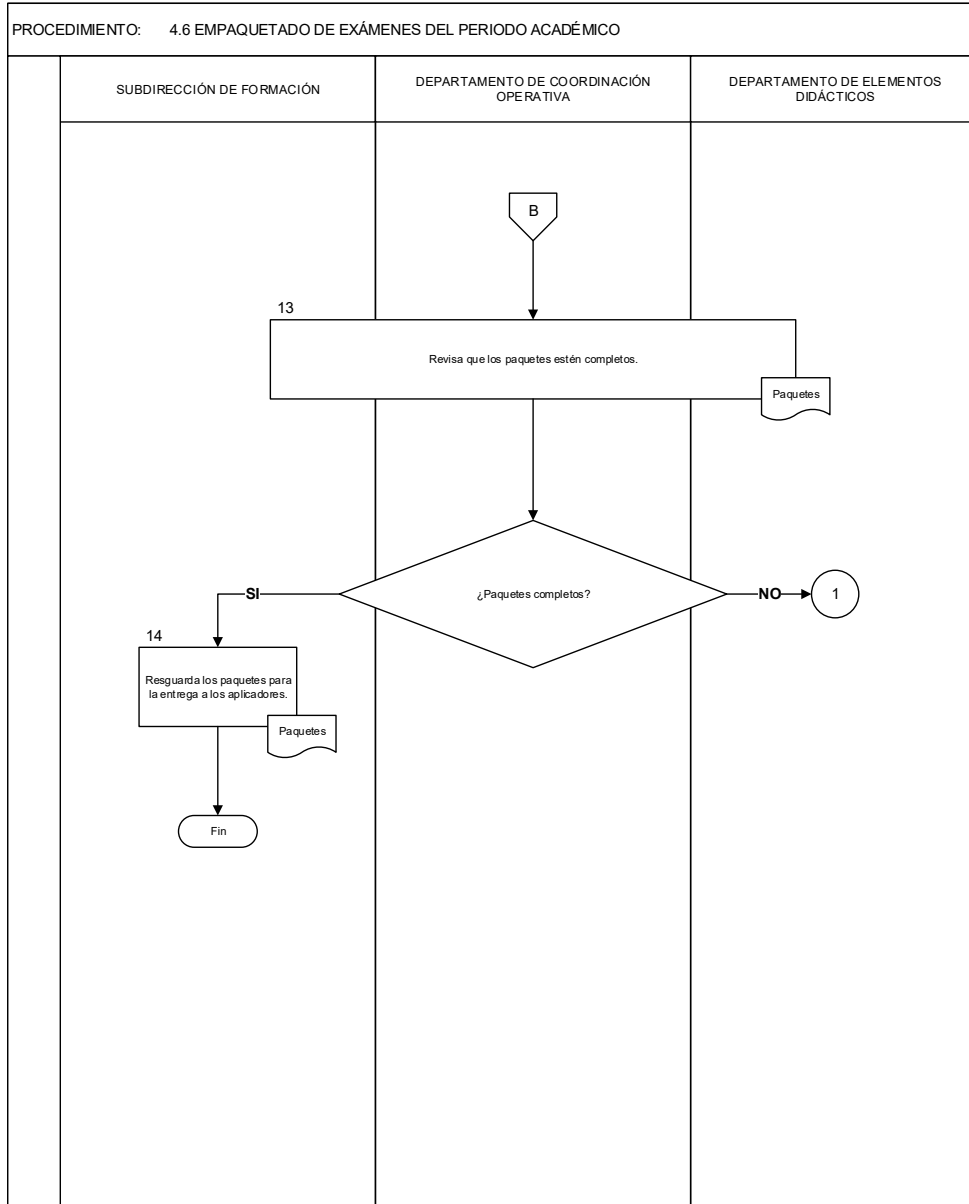 PROCEDIMIENTO: 4.6 EMPAQUETADO DE EXÁMENES DEL PERIODO ACADÉMICO
SUBDIRECCIÓN DE FORMACIÓN
DEPARTAMENTO DE COORDINACIÓN
OPERATIVA
DEPARTAMENTO DE ELEMENTOS
DIDÁCTICOS
B
13
Revisa que los paquetes estén completos.
Paquetes
¿Paquetes completos?
SI
NO
1
14
Resguarda los paquetes para
la entrega a los aplicadores.
Paquetes
Fin